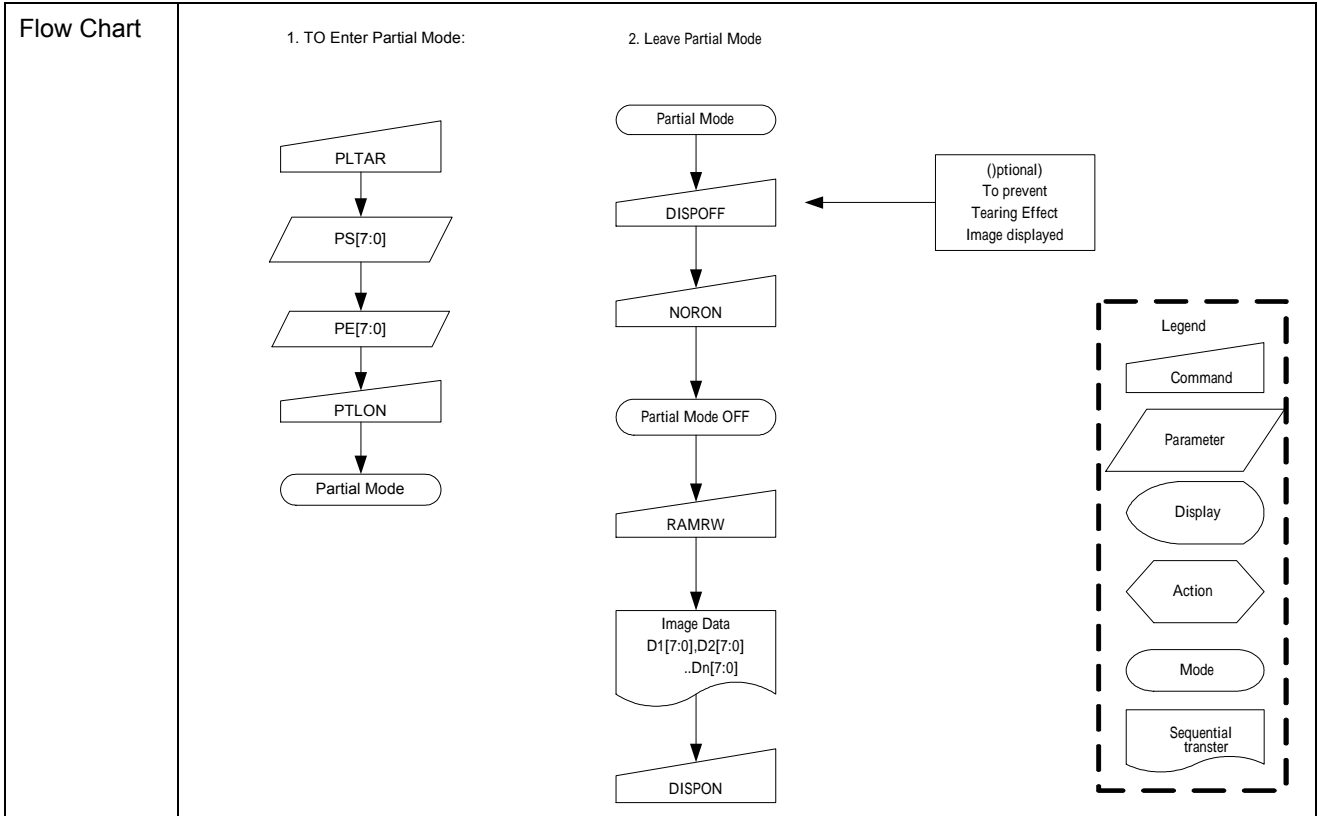 Flow Chart
1. TO Enter Partial Mode:
PLTAR
PS[7:0]
PE[7:0]
PTLON
Partial Mode
2. Leave Partial Mode
Partial Mode
DISPOFF
()ptional)
To prevent
Tearing Effect
Image displayed
NORON
Partial Mode OFF
RAMRW
Image Data
D1[7:0],D2[7:0]
..Dn[7:0]
DISPON
Legend
Command
Parameter
Display
Action
Mode
Sequential
transter